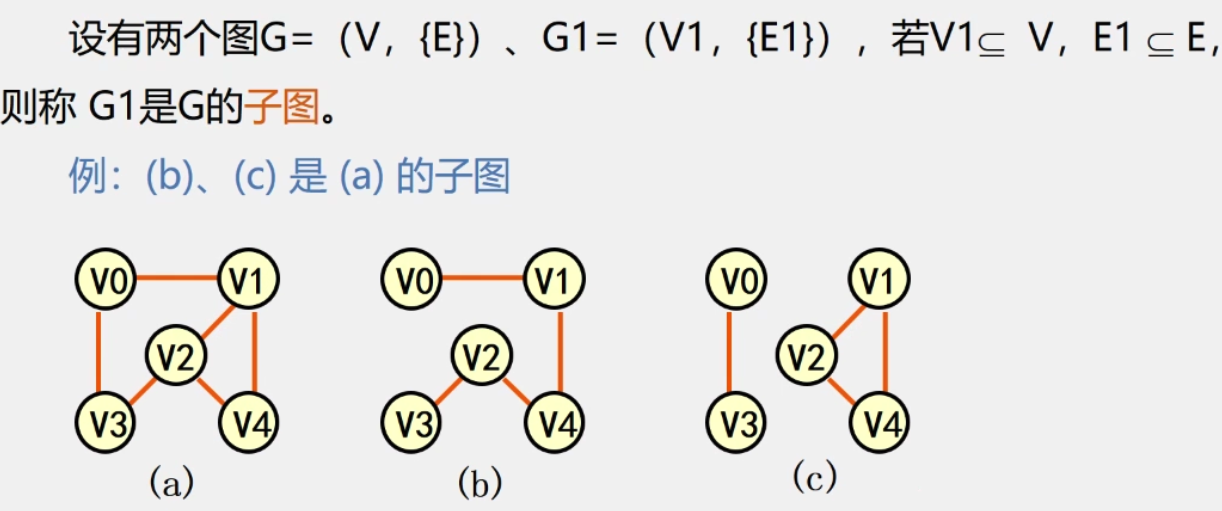 设有两个图G=（V，{E}）、G1=（V1，{E1}），若V1⊆ V，E1 ⊆ E，
则称 G1是G的子图。
例：(b)、(c) 是 (a) 的子图
V0 V1 V0 V1 V0 V1
V2 V2 V2
V3 V4 V3 V4 V3 V4
(a) (b) (c)